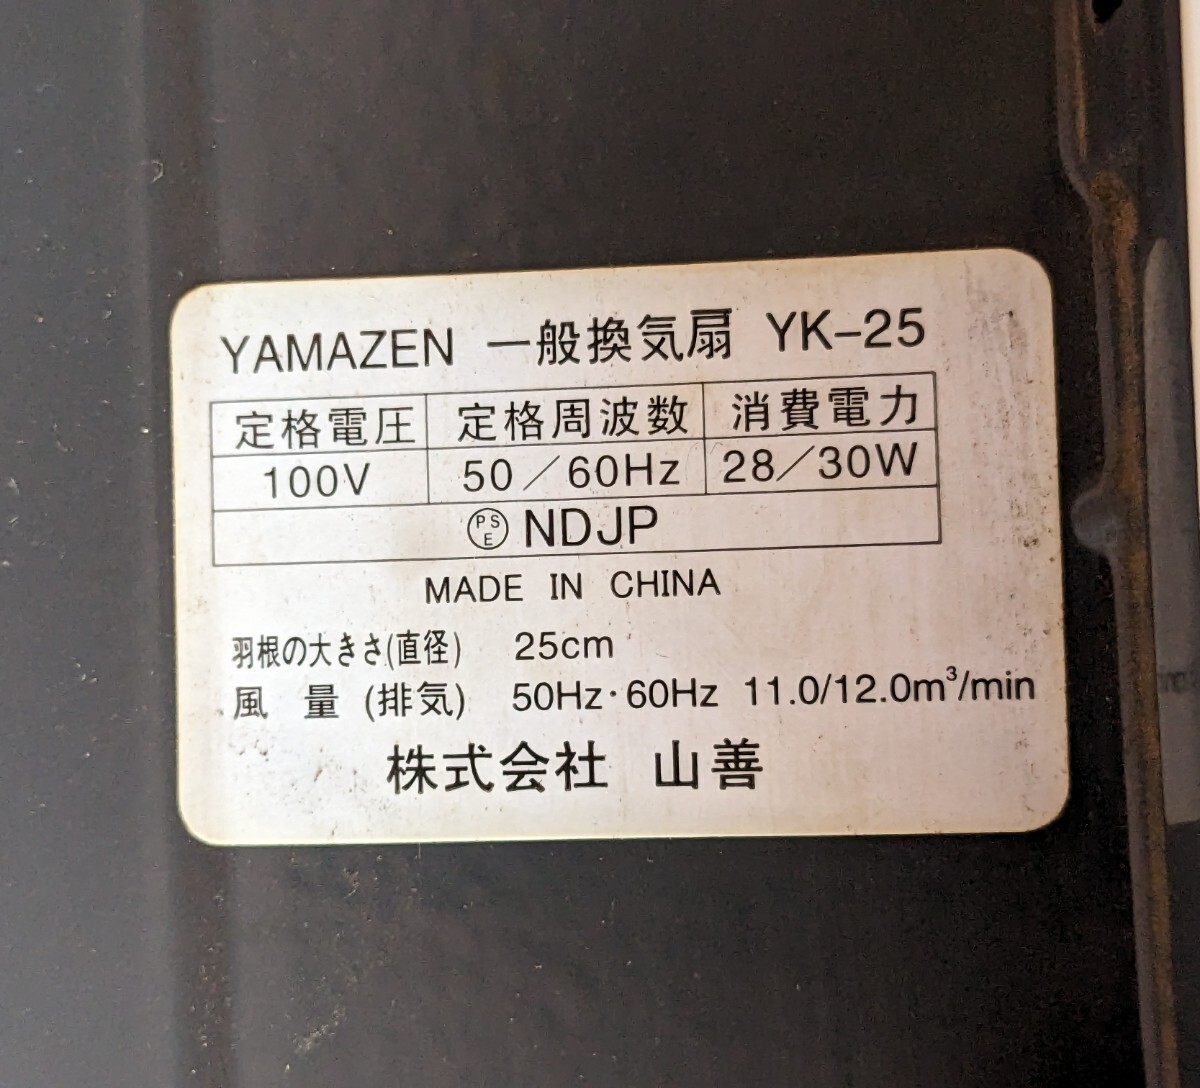 YAMAZEN 一般換気扇 YK-25
定格電圧 定格周波数 消費電力
100V 50/60Hz 28/30W
PSE NDJP
MADE IN CHINA
羽根の大きさ(直径) 25cm
風量(排気) 50Hz・60Hz 11.0/12.0m³/min
株式会社 山善